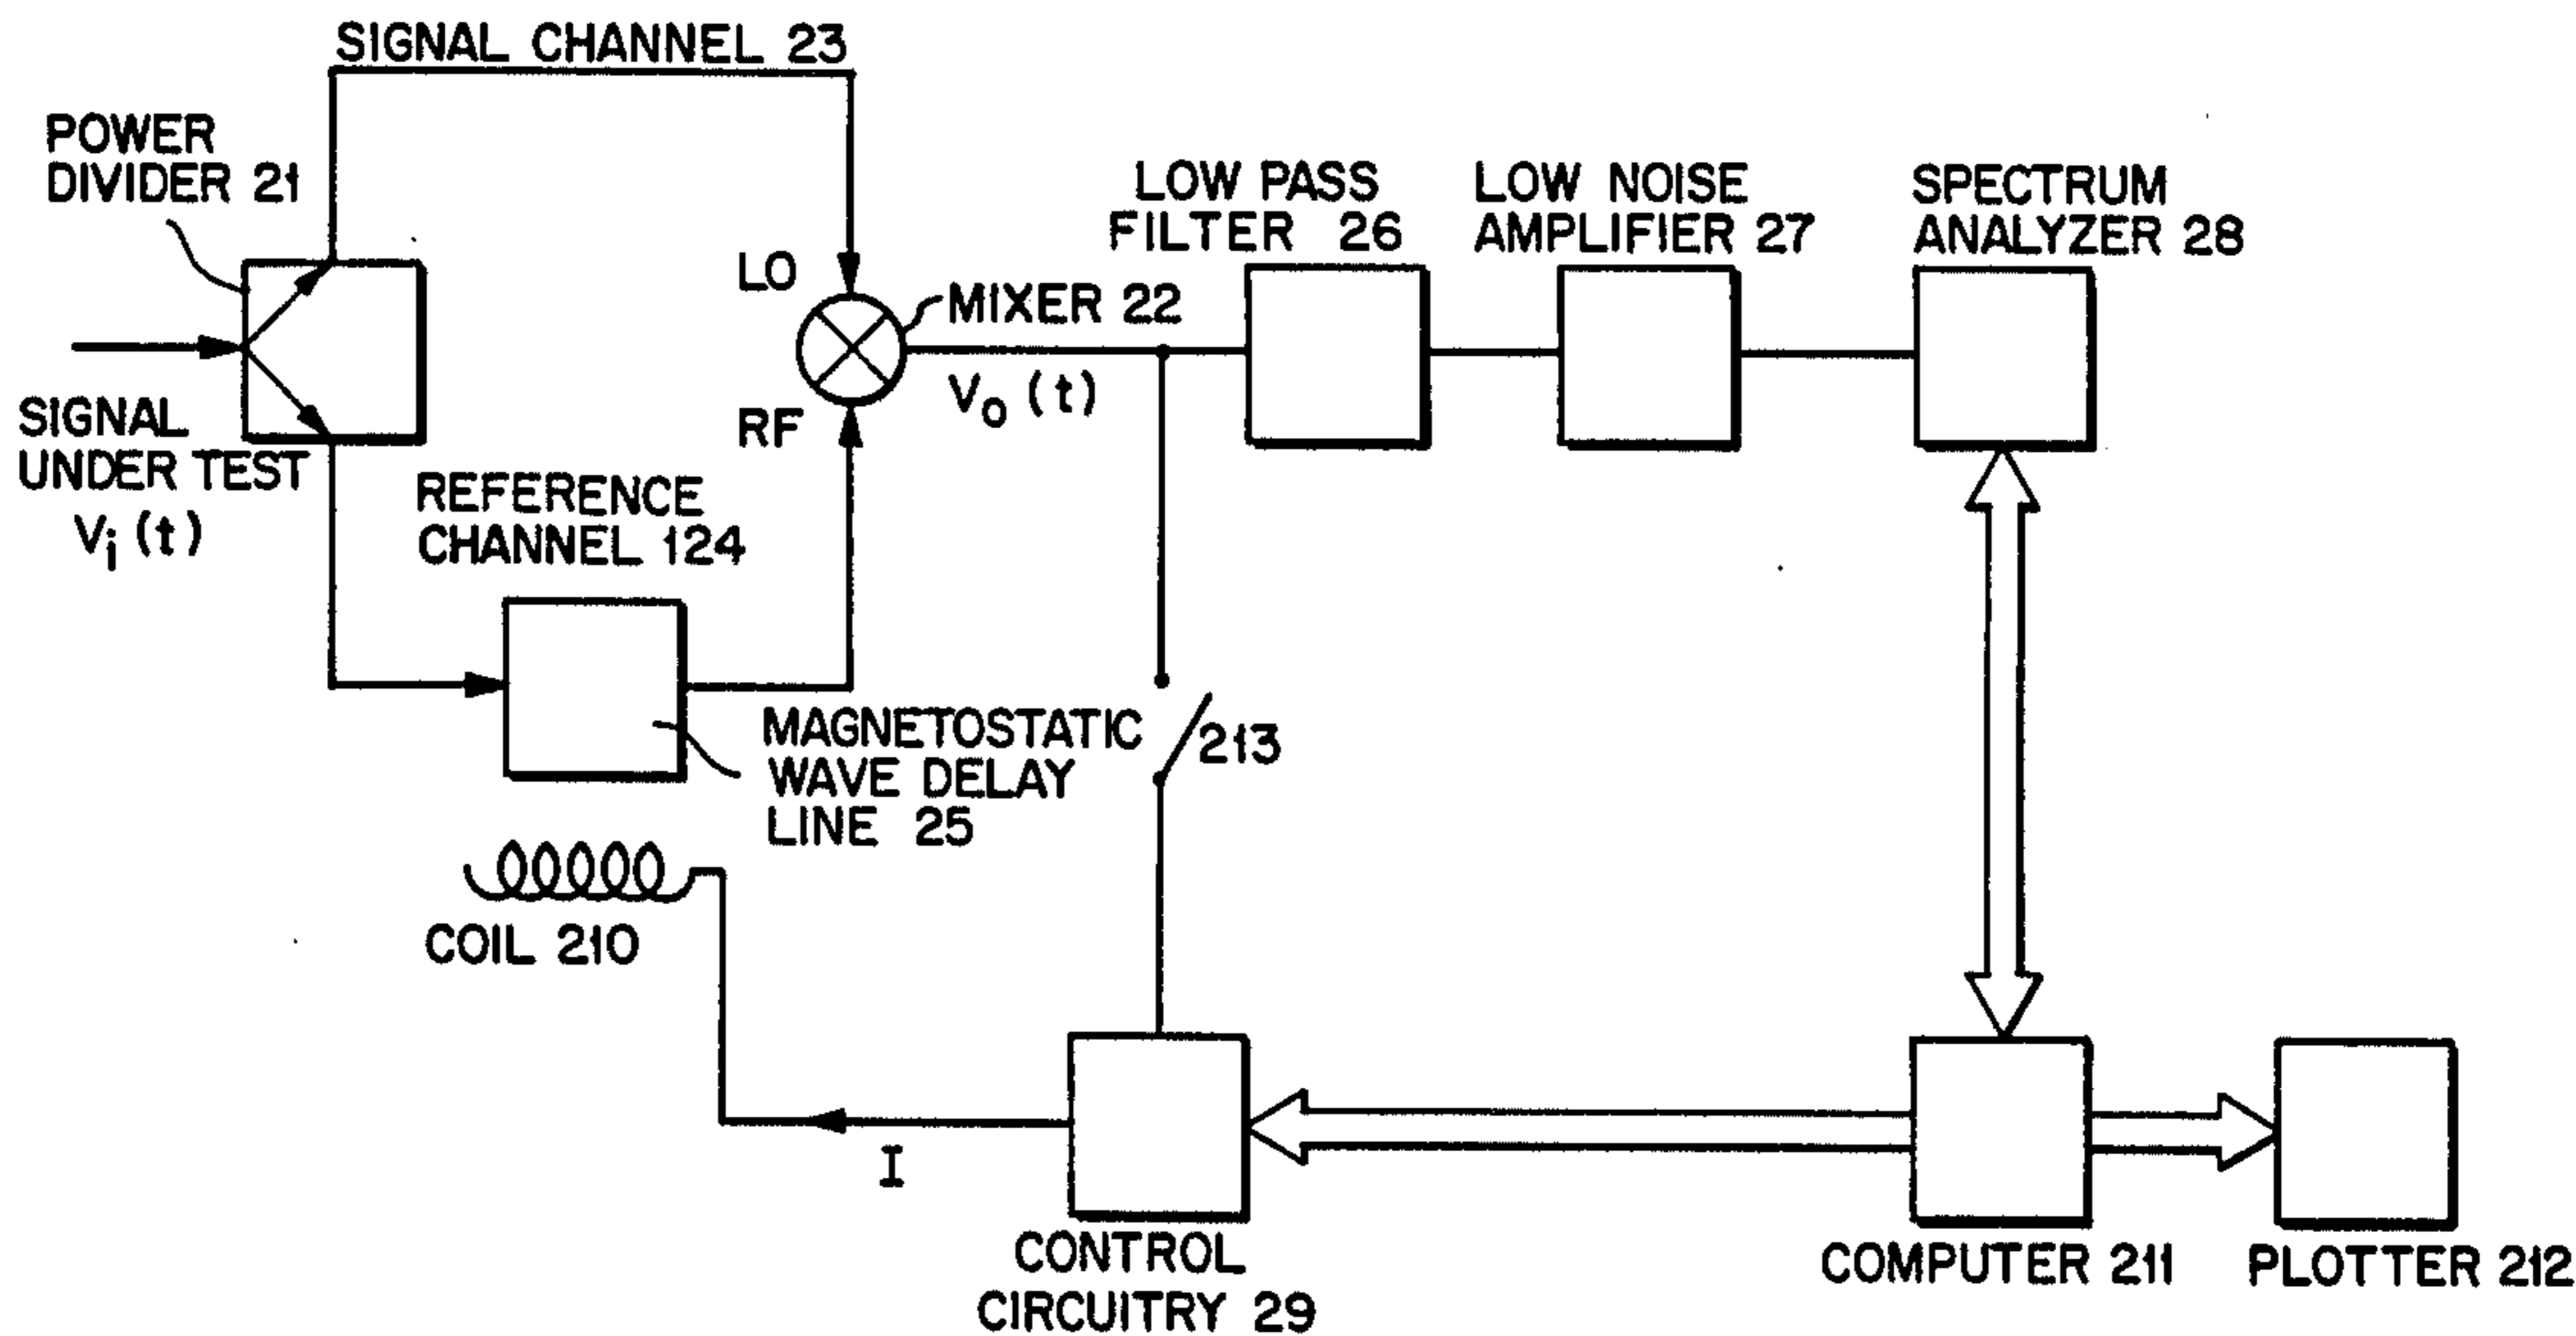 SIGNAL CHANNEL 23
POWER
DIVIDER 21
SIGNAL
UNDER TEST
Vi (t)
LO
RF
MIXER 22
Vo (t)
LOW PASS
FILTER 26
LOW NOISE
AMPLIFIER 27
SPECTRUM
ANALYZER 28
REFERENCE
CHANNEL 124
MAGNETOSTATIC
WAVE DELAY
LINE 25
213
COIL 210
I
CONTROL
CIRCUITRY 29
COMPUTER 211
PLOTTER 212